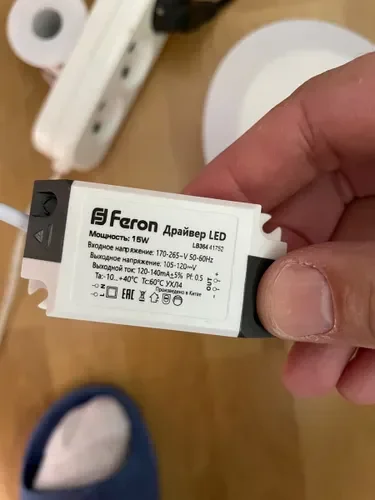 Feron Драйвер LED
LB364 41792
Мощность: 15W
Входное напряжение: 170-265~V 50-60Hz
Выходное напряжение: 105-120⎓V
Выходной ток: 120-140mA±5% Pf: 0.5
Ta:-10...+40°C Tc:60°C УХЛ4
OUT
+
-
L
N
EAC
Произведено в Китае